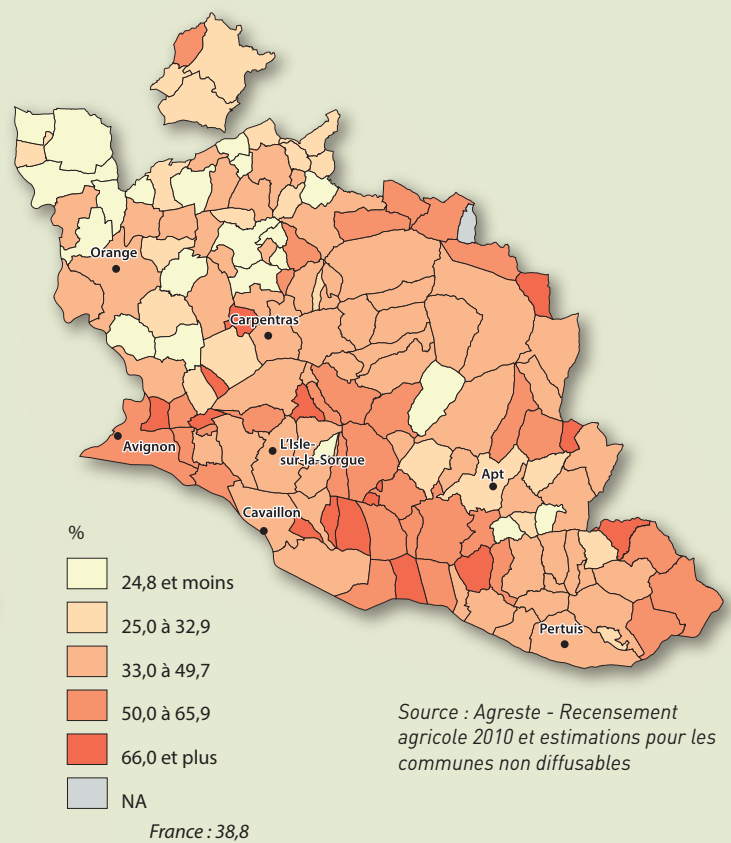 Orange
Carpentras
Avignon
L'Isle-
sur-la-Sorgue
Apt
Cavaillon
Pertuis
%
24,8 et moins
25,0 à 32,9
33,0 à 49,7
50,0 à 65,9
66,0 et plus
NA
France : 38,8
Source : Agreste - Recensement
agricole 2010 et estimations pour les
communes non diffusables